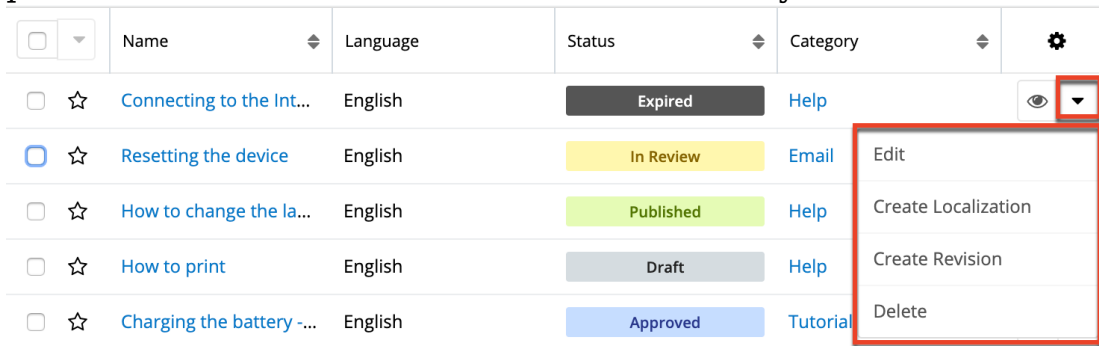 Name Language Status Category
Connecting to the Int... English Expired Help
Resetting the device English In Review Email Edit
How to change the la... English Published Help Create Localization
How to print English Draft Help Create Revision
Charging the battery -... English Approved Tutorial Delete